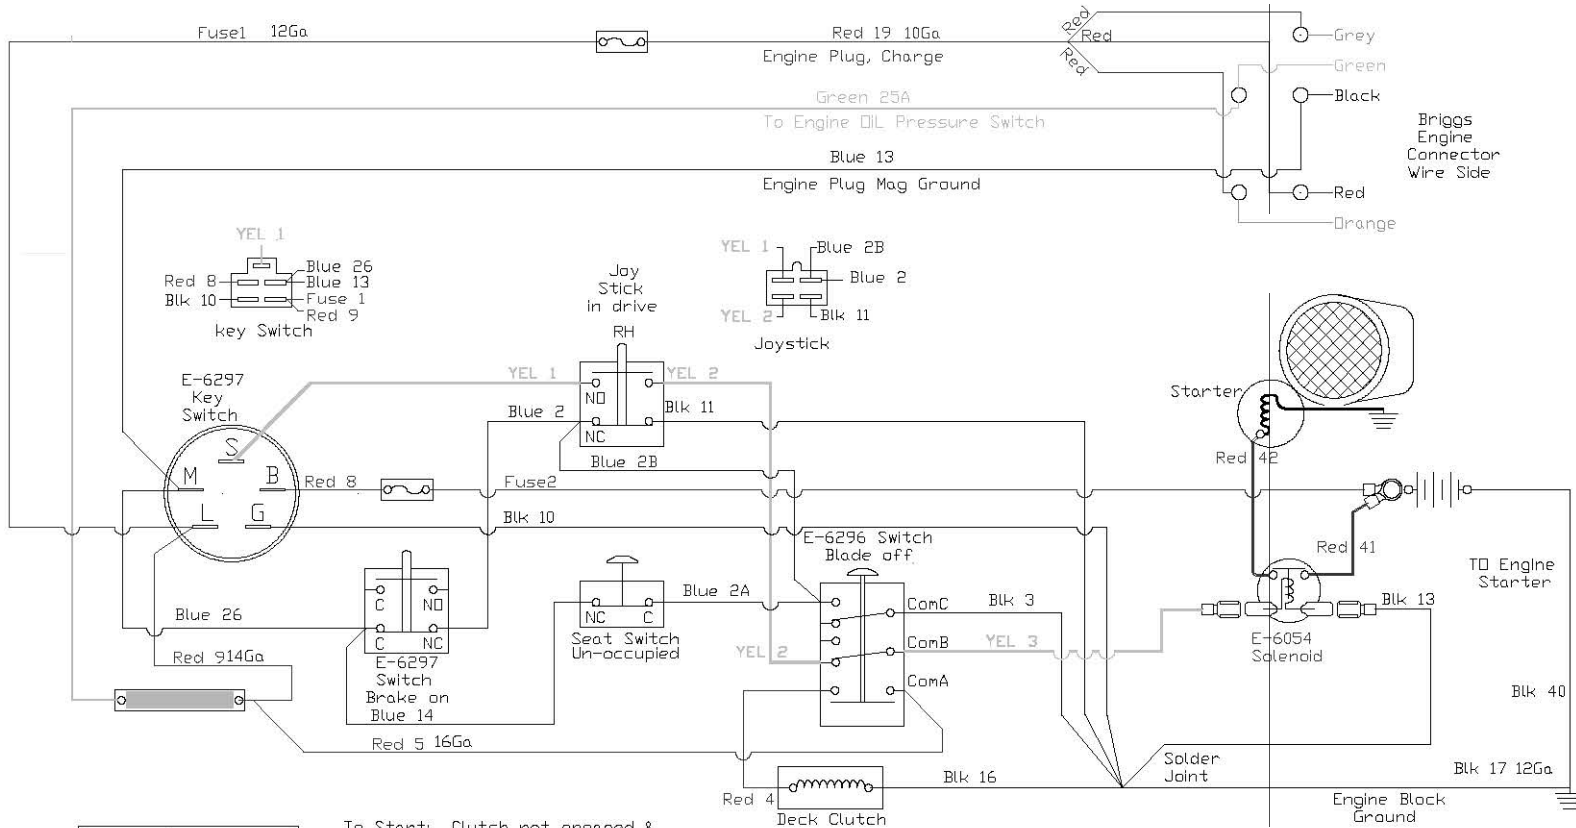 Fuse1 12Ga
Red 19 10Ga
Engine Plug, Charge
Red
Red
Red
Grey
Green
Green 25A
To Engine OIL Pressure Switch
Black
Briggs
Engine
Connector
Wire Side
Blue 13
Engine Plug Mag Ground
Red
Orange
YEL 1
Red 8
Blk 10
Blue 26
Blue 13
Fuse 1
Red 9
key Switch
YEL 1
Blue 2B
Blue 2
YEL 2
Blk 11
Joystick
Joy
Stick
in drive
RH
E-6297
Key
Switch
YEL 1
YEL 2
NO
Blue 2
Blk 11
NC
Blue 2B
Starter
Red 42
S
M
B
L
G
Red 8
Fuse2
Blk 10
E-6296 Switch
Blade off
Red 41
TO Engine
Starter
C
NO
C
NC
Blue 26
E-6297
Switch
Brake on
Blue 14
NC
C
Seat Switch
Un-occupied
Blue 2A
ComC
Blk 3
ComB
YEL 3
YEL 2
ComA
Blk 13
E-6054
Solenoid
Red 914Ga
Red 5 16Ga
Blk 40
Solder
Joint
Blk 17 12Ga
Blk 16
Red 4
Deck Clutch
Engine Block
Ground
To Start: Clutch not engaged &